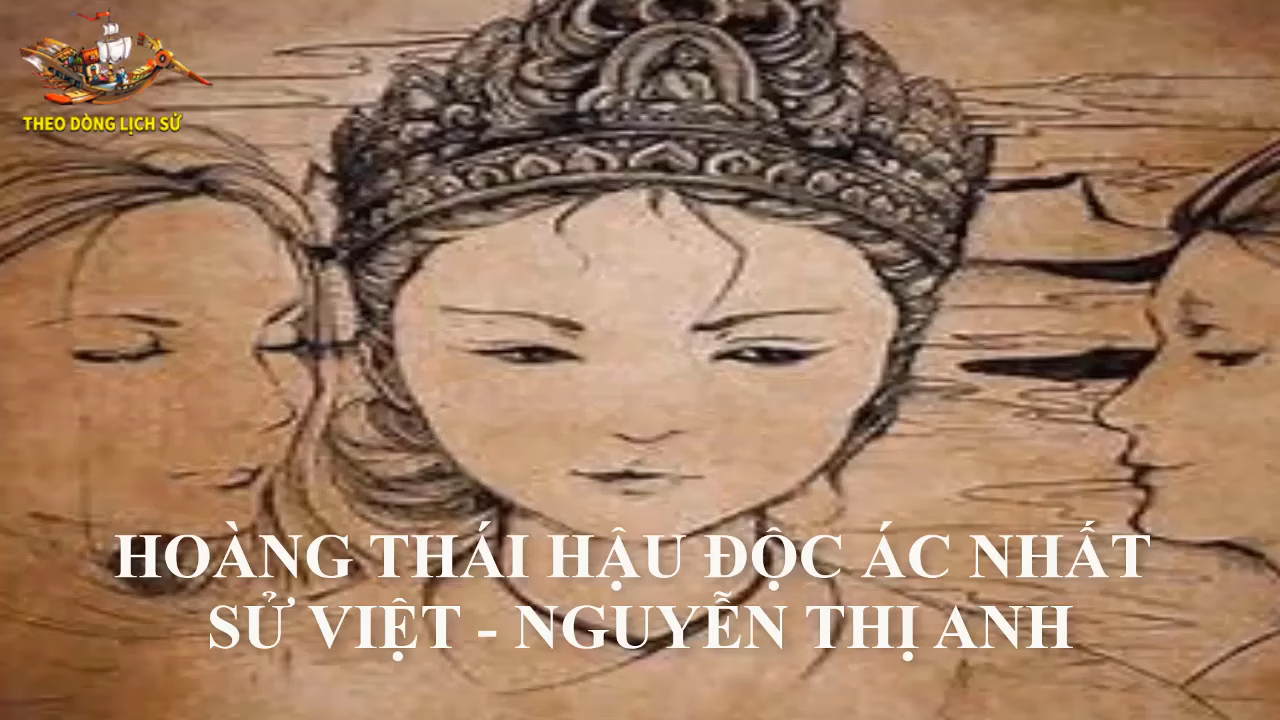 THEO DÒNG LỊCH SỬ
HOÀNG THÁI HẬU ĐỘC ÁC NHẤT
SỬ VIỆT - NGUYỄN THỊ ANH